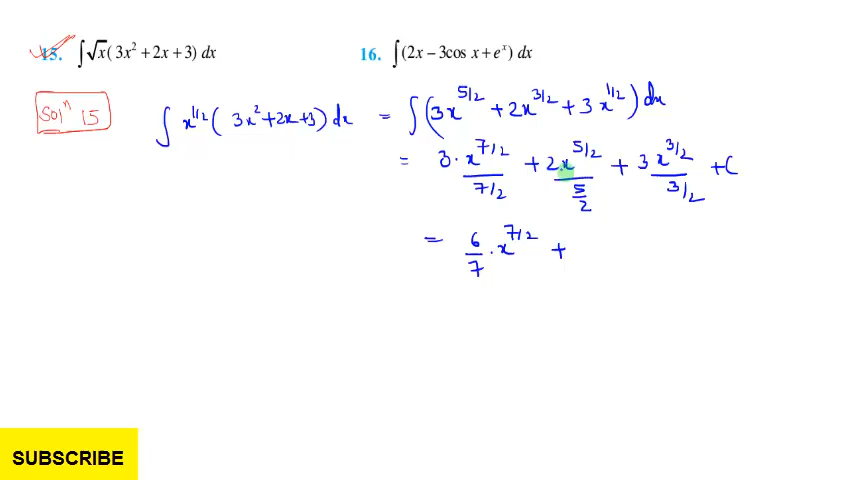 15. ∫√x( 3x² + 2x + 3) dx
16. ∫(2x – 3cos x + eˣ) dx
Solⁿ 15
∫ x^{1/2} ( 3x² + 2x + 3) dx = ∫ (3x^{5/2} + 2x^{3/2} + 3x^{1/2}) dx
= 3 · x^{7/2}/(7/2) + 2x^{5/2}/(5/2) + 3x^{3/2}/(3/2) + C
= 6/7 · x^{7/2} +
SUBSCRIBE